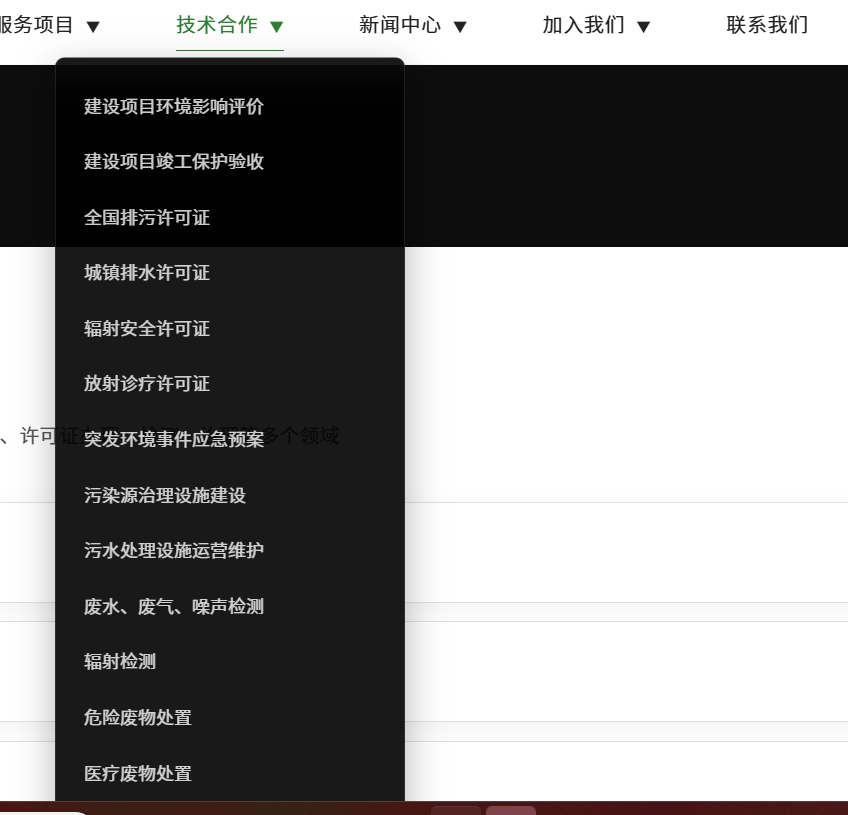 服务项目 ▼ 技术合作 ▼ 新闻中心 ▼ 加入我们 ▼ 联系我们
建设项目环境影响评价
建设项目竣工保护验收
全国排污许可证
城镇排水许可证
辐射安全许可证
放射诊疗许可证
、许可证 多个领域
突发环境事件应急预案
污染源治理设施建设
污水处理设施运营维护
废水、废气、噪声检测
辐射检测
危险废物处置
医疗废物处置